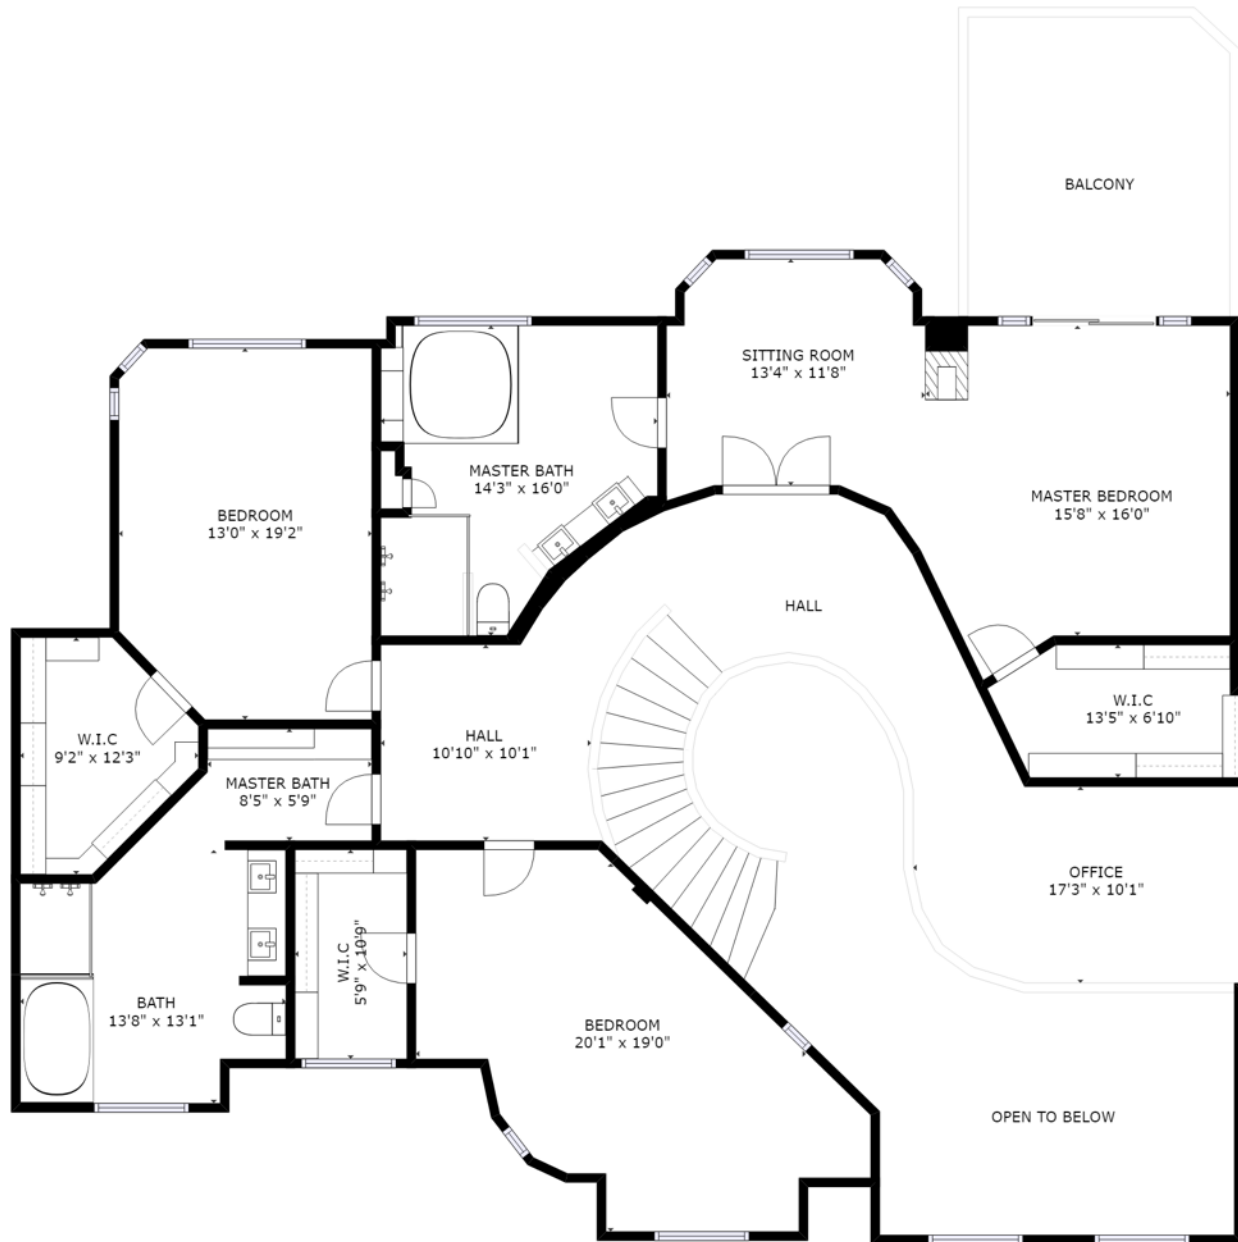 BALCONY
SITTING ROOM
13'4" x 11'8"
MASTER BATH
14'3" x 16'0"
MASTER BEDROOM
15'8" x 16'0"
BEDROOM
13'0" x 19'2"
HALL
W.I.C
13'5" x 6'10"
W.I.C
9'2" x 12'3"
HALL
10'10" x 10'1"
MASTER BATH
8'5" x 5'9"
OFFICE
17'3" x 10'1"
W.I.C
5'9" x 10'9"
BATH
13'8" x 13'1"
BEDROOM
20'1" x 19'0"
OPEN TO BELOW